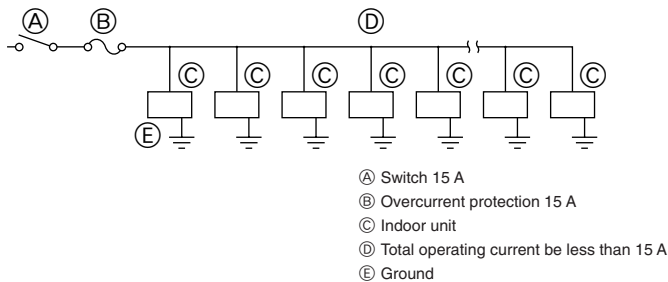 Ⓐ Ⓑ Ⓓ
Ⓒ Ⓒ Ⓒ Ⓒ Ⓒ Ⓒ Ⓒ
Ⓔ
Ⓐ Switch 15 A
Ⓑ Overcurrent protection 15 A
Ⓒ Indoor unit
Ⓓ Total operating current be less than 15 A
Ⓔ Ground